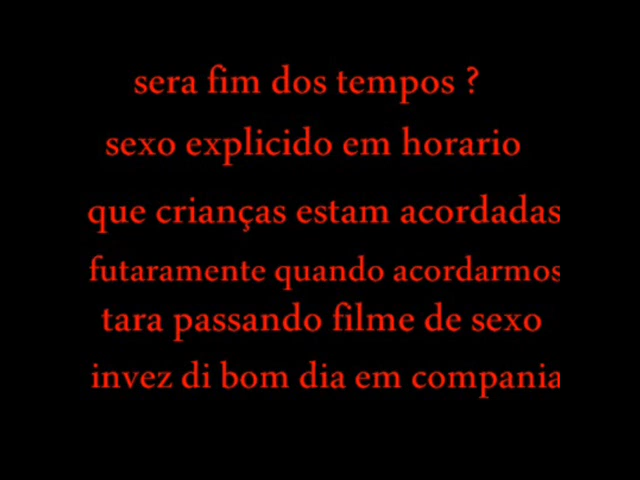 sera fim dos tempos ?
sexo explicido em horario
que crianças estam acordadas
futaramente quando acordarmos
tara passando filme de sexo
invez di bom dia em compania